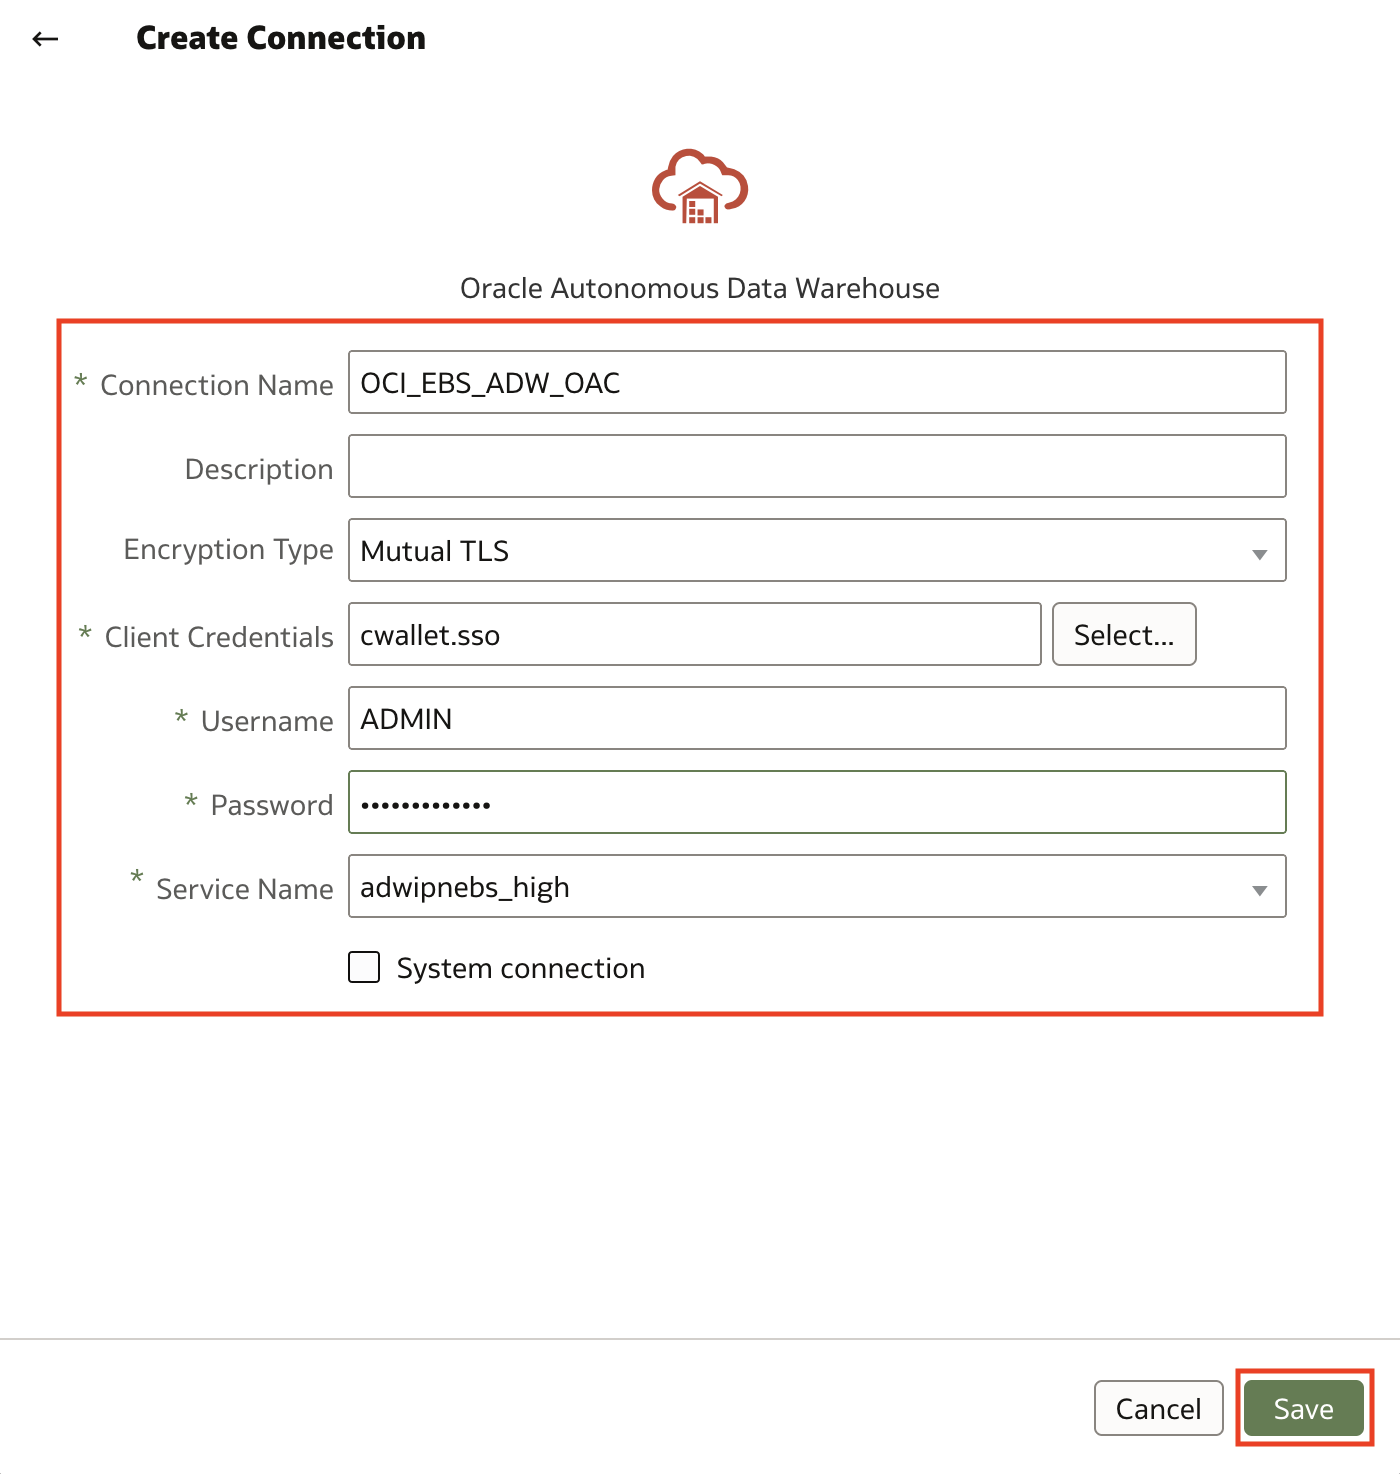 Create Connection
Oracle Autonomous Data Warehouse
* Connection Name OCI_EBS_ADW_OAC
Description
Encryption Type Mutual TLS
* Client Credentials cwallet.sso Select...
* Username ADMIN
* Password •••••••••••••
* Service Name adwipnebs_high
System connection
Cancel Save